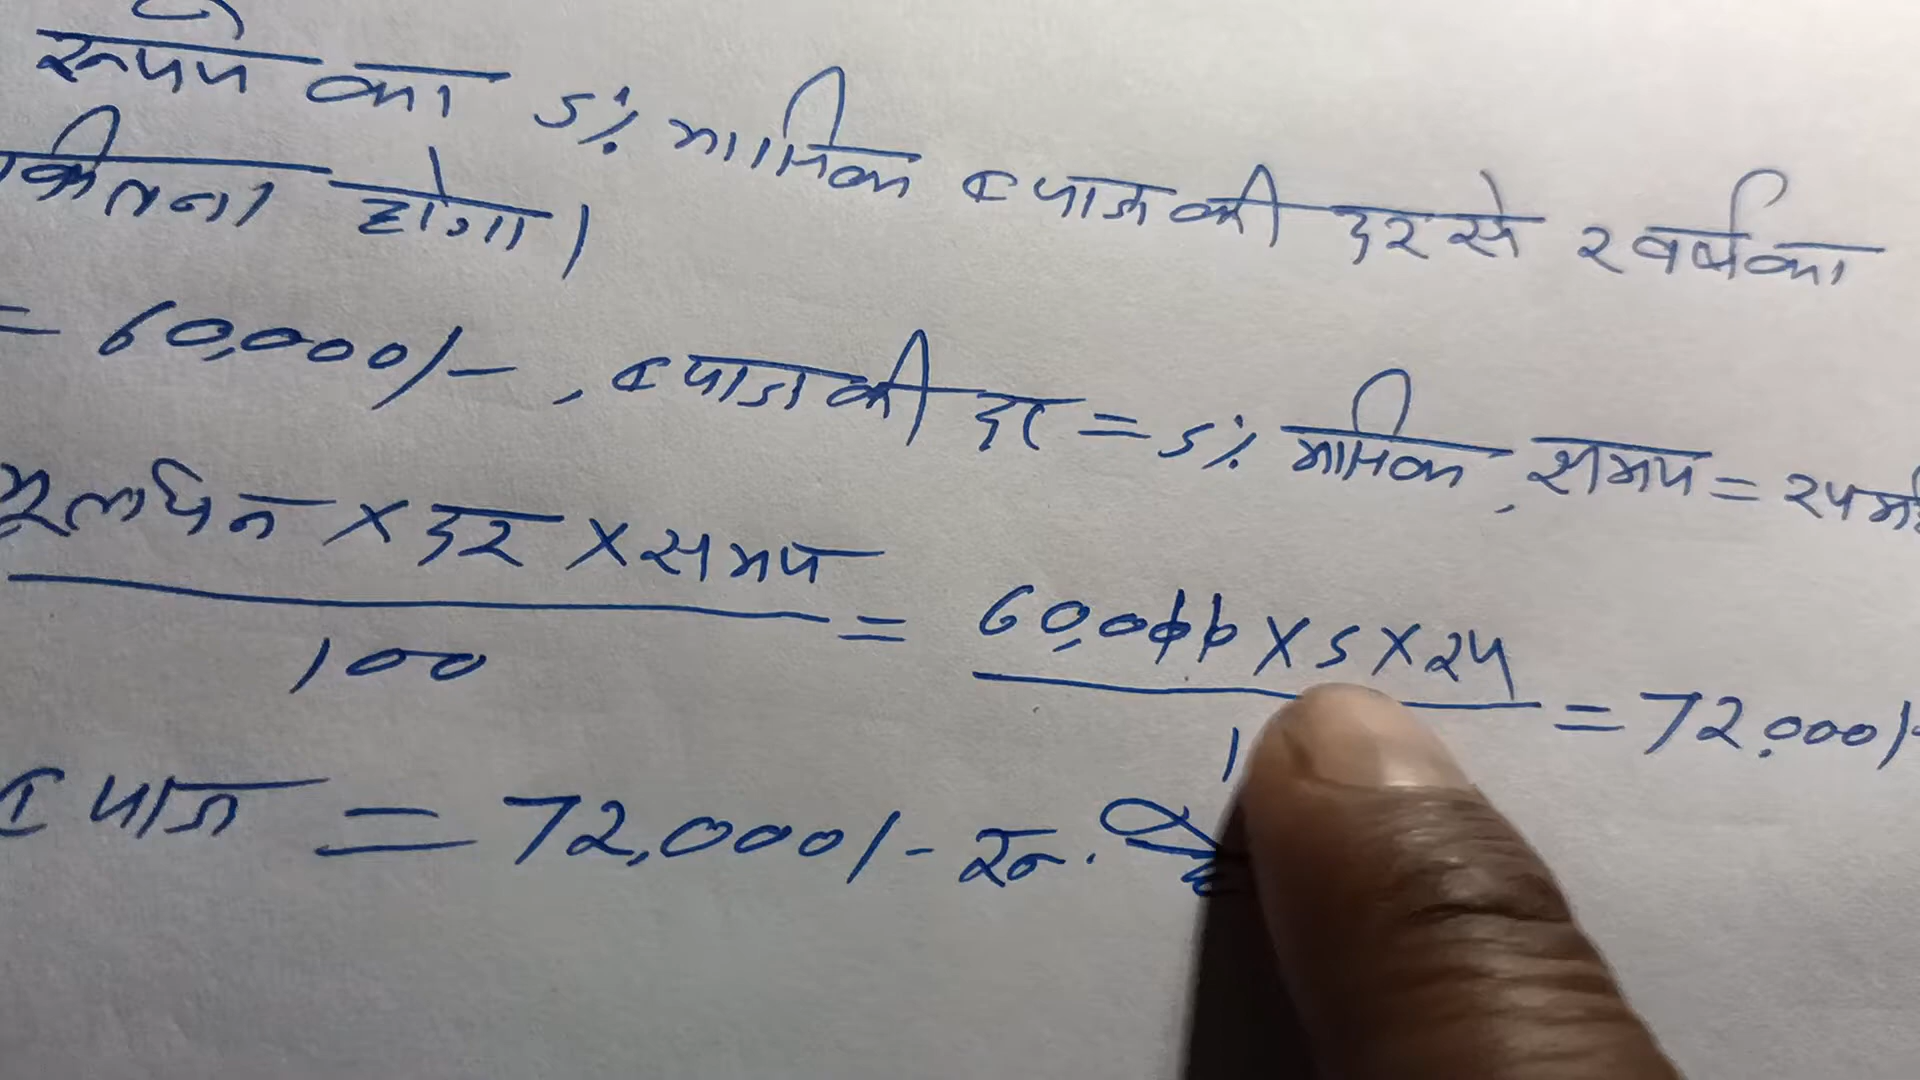 रूपये का 5% मासिक ब्याज की दर से 2 वर्ष का
कीतना होगा।
= 60,000/- , ब्याज की दर = 5% मासिक, समय = 24
मूलधन × दर × समय / 100 = 60,000 × 5 × 24 / 1 = 72,000/-
ब्याज = 72,000/- रू.